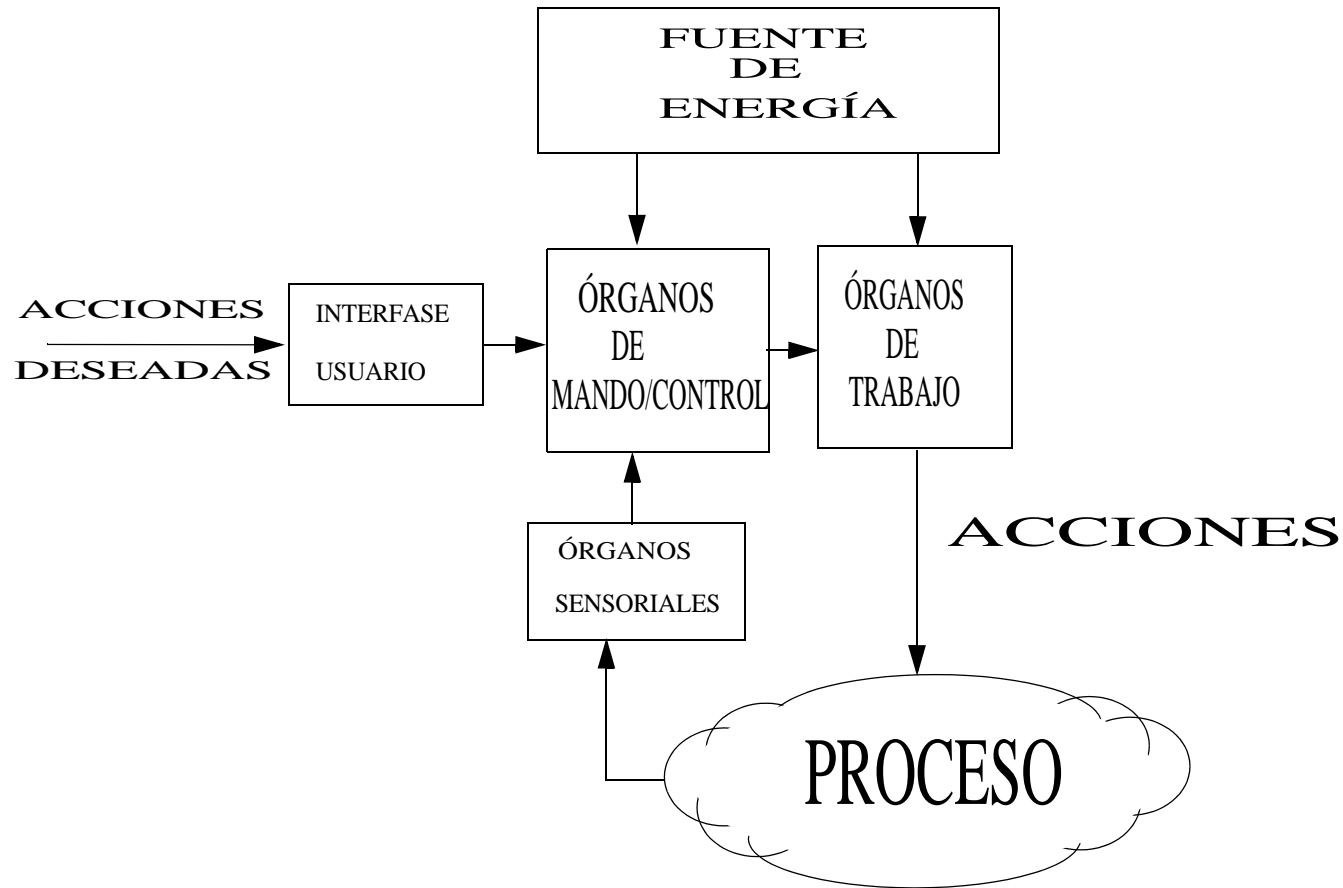 FUENTE
DE
ENERGÍA
ACCIONES
DESEADAS
INTERFASE
USUARIO
ÓRGANOS
DE
MANDO/CONTROL
ÓRGANOS
DE
TRABAJO
ÓRGANOS
SENSORIALES
ACCIONES
PROCESO